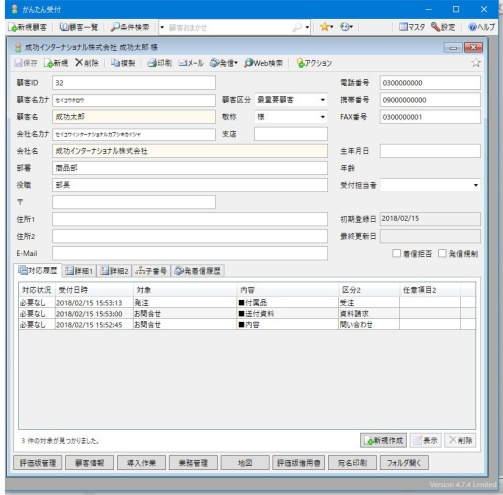 かんたん受付
新規顧客 顧客一覧 条件検索 顧客おまかせ マスタ 設定 ヘルプ
成功インターナショナル株式会社 成功太郎 様
保存 新規 削除 複製 印刷 メール 発信 Web検索 アクション
顧客ID 32 電話番号 0300000000
顧客名カナ セイコウタロウ 顧客区分 最重要顧客 携帯番号 09000000000
顧客名 成功太郎 敬称 様 FAX番号 0300000001
会社名カナ セイコウインターナショナルカブシキガイシャ 支店
会社名 成功インターナショナル株式会社 生年月日
部署 商品部 年齢
役職 部長 受付担当者
〒
住所1 初期登録日 2018/02/15
住所2 最終更新日
E-Mail 着信拒否 発信規制
対応履歴 詳細1 詳細2 子番号 発着信履歴
対応状況 受付日時 対象 内容 区分2 任意項目2
必要なし 2018/02/15 15:53:13 発注 ■付属品 受注
必要なし 2018/02/15 15:53:00 お問合せ ■送付資料 資料請求
必要なし 2018/02/15 15:52:45 お問合せ ■内容 問い合わせ
3 件の対象が見つかりました。 新規作成 表示 削除
評価版管理 顧客情報 導入作業 業務管理 地図 評価版借用書 宛名印刷 フォルダ開く
Version 4.7.4 Limited